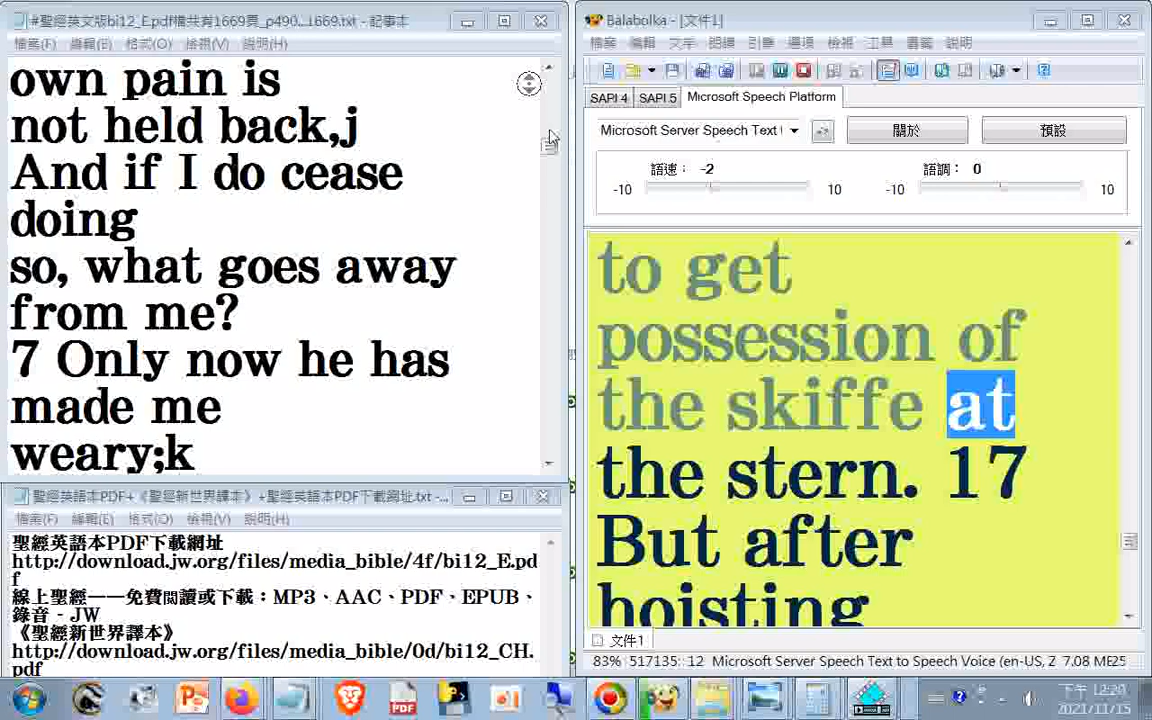 #聖經英文版bi12_E.pdf檔共有1669頁_p490..1669.txt - 記事本
檔案(F) 編輯(E) 格式(O) 檢視(V) 說明(H)
own pain is
not held back,j
And if I do cease
doing
so, what goes away
from me?
7 Only now he has
made me
weary;k
聖經英語本PDF+《聖經新世界譯本》+聖經英語本PDF下載網址.txt -...
檔案(F) 編輯(E) 格式(O) 檢視(V) 說明(H)
聖經英語本PDF下載網址
http://download.jw.org/files/media_bible/4f/bi12_E.pd
f
線上聖經——免費閱讀或下載：MP3、AAC、PDF、EPUB、
錄音 - JW
《聖經新世界譯本》
http://download.jw.org/files/media_bible/0d/bi12_CH.
pdf
Balabolka - [文件1]
檔案 編輯 文字 朗讀 引擎 選項 檢視 工具 書籤 說明
SAPI 4 SAPI 5 Microsoft Speech Platform
Microsoft Server Speech Text 關於 預設
語速： -2 語調： 0
-10 10 -10 10
to get
possession of
the skiffe at
the stern. 17
But after
hoisting
文件1
83% 517135: 12 Microsoft Server Speech Text to Speech Voice (en-US, Z 7.08 ME25
PDF
下午 12:20
2021/11/15